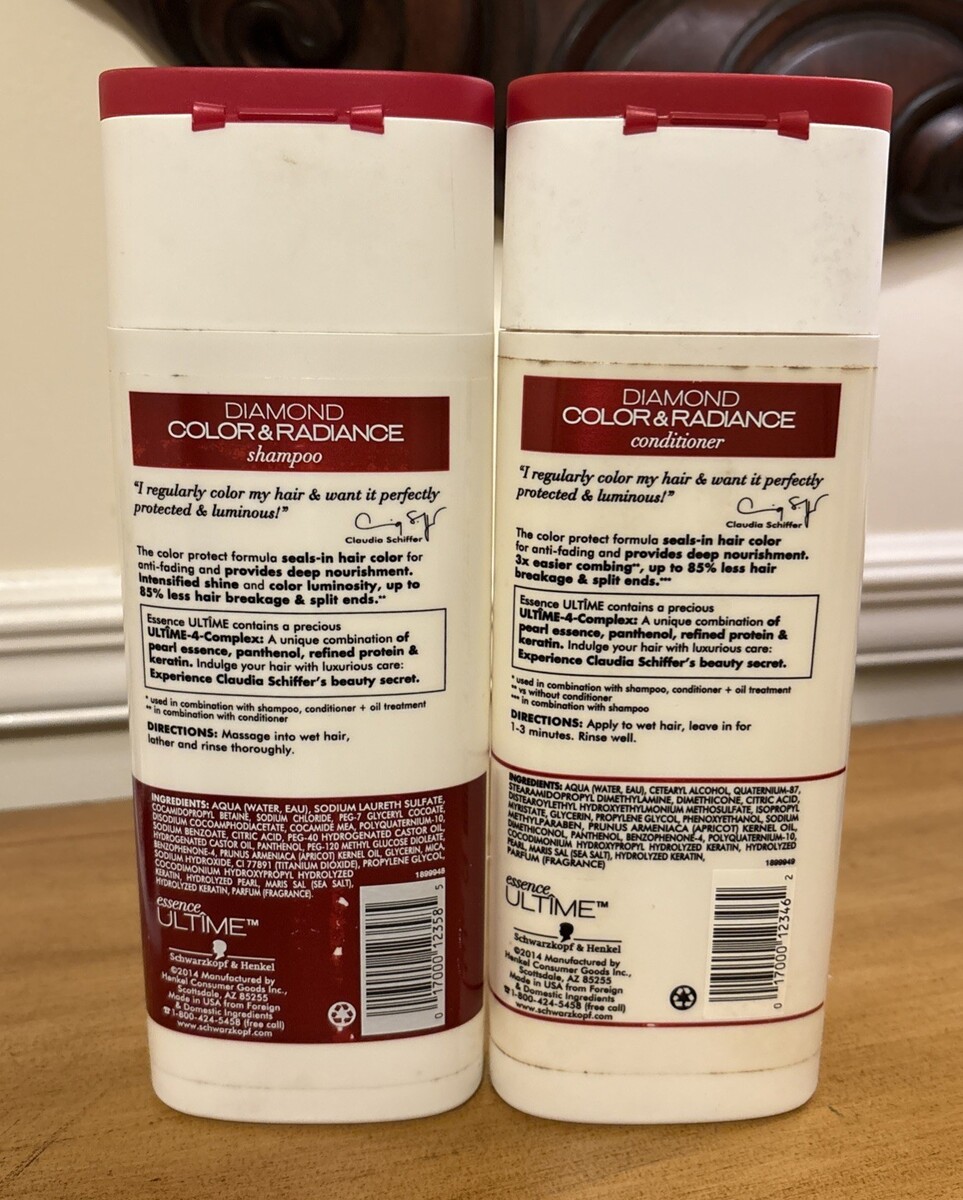 DIAMOND
COLOR & RADIANCE
shampoo
"I regularly color my hair & want it perfectly
protected & luminous!"
Claudia Schiffer
The color protect formula seals-in hair color for
anti-fading and provides deep nourishment.
Intensified shine and color luminosity, up to
85% less hair breakage & split ends.**
Essence ULTÎME contains a precious
ULTÎME-4-Complex: A unique combination of
pearl essence, panthenol, refined protein &
keratin. Indulge your hair with luxurious care:
Experience Claudia Schiffer's beauty secret.
* used in combination with shampoo, conditioner + oil treatment
** in combination with conditioner
DIRECTIONS: Massage into wet hair,
lather and rinse thoroughly.
INGREDIENTS: AQUA (WATER, EAU), SODIUM LAURETH SULFATE,
COCAMIDOPROPYL BETAINE, SODIUM CHLORIDE, PEG-7 GLYCERYL COCOATE,
DISODIUM COCOAMPHODIACETATE, COCAMIDE MEA, POLYQUATERNIUM-10,
SODIUM BENZOATE, CITRIC ACID, PEG-40 HYDROGENATED CASTOR OIL,
HYDROGENATED CASTOR OIL, PANTHENOL, PEG-120 METHYL GLUCOSE DIOLEATE,
BENZOPHENONE-4, PRUNUS ARMENIACA (APRICOT) KERNEL OIL, GLYCERIN, MICA,
SODIUM HYDROXIDE, CI 77891 (TITANIUM DIOXIDE), PROPYLENE GLYCOL,
COCODIMONIUM HYDROXYPROPYL HYDROLYZED
KERATIN, HYDROLYZED PEARL, MARIS SAL (SEA SALT),
HYDROLYZED KERATIN, PARFUM (FRAGRANCE).
1899948
essence
ULTÎME™
Schwarzkopf & Henkel
©2014 Manufactured by
Henkel Consumer Goods Inc.,
Scottsdale, AZ 85255
Made in USA from Foreign
& Domestic Ingredients
☎1-800-424-5458 (free call)
www.schwarzkopf.com
0 17000 12358 5
DIAMOND
COLOR & RADIANCE
conditioner
"I regularly color my hair & want it perfectly
protected & luminous!"
Claudia Schiffer
The color protect formula seals-in hair color
for anti-fading and provides deep nourishment.
3x easier combing**, up to 85% less hair
breakage & split ends.***
Essence ULTÎME contains a precious
ULTÎME-4-Complex: A unique combination of
pearl essence, panthenol, refined protein &
keratin. Indulge your hair with luxurious care:
Experience Claudia Schiffer's beauty secret.
* used in combination with shampoo, conditioner + oil treatment
** vs without conditioner
*** in combination with shampoo
DIRECTIONS: Apply to wet hair, leave in for
1-3 minutes. Rinse well.
INGREDIENTS: AQUA (WATER, EAU), CETEARYL ALCOHOL, QUATERNIUM-87,
STEARAMIDOPROPYL DIMETHYLAMINE, DIMETHICONE, CITRIC ACID,
DISTEAROYLETHYL HYDROXYETHYLMONIUM METHOSULFATE, ISOPROPYL
MYRISTATE, GLYCERIN, PROPYLENE GLYCOL, PHENOXYETHANOL, SODIUM
METHYLPARABEN, PRUNUS ARMENIACA (APRICOT) KERNEL OIL,
DIMETHICONOL, PANTHENOL, BENZOPHENONE-4, POLYQUATERNIUM-10,
COCODIMONIUM HYDROXYPROPYL HYDROLYZED KERATIN, HYDROLYZED
PEARL, MARIS SAL (SEA SALT), HYDROLYZED KERATIN,
PARFUM (FRAGRANCE)
1899949
essence
ULTÎME™
Schwarzkopf & Henkel
©2014 Manufactured by
Henkel Consumer Goods Inc.,
Scottsdale, AZ 85255
Made in USA from Foreign
& Domestic Ingredients
☎1-800-424-5458 (free call)
www.schwarzkopf.com
0 17000 12346 2